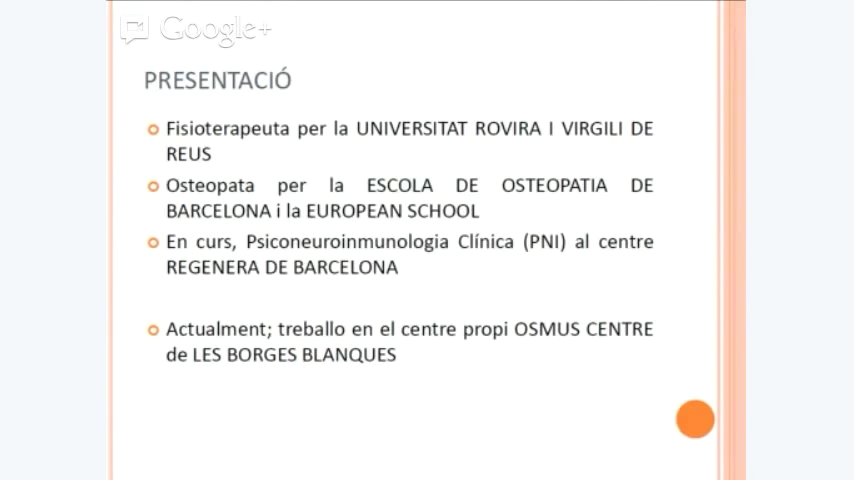 Google+
PRESENTACIÓ
Fisioterapeuta per la UNIVERSITAT ROVIRA I VIRGILI DE
REUS
Osteopata per la ESCOLA DE OSTEOPATIA DE
BARCELONA i la EUROPEAN SCHOOL
En curs, Psiconeuroinmunologia Clínica (PNI) al centre
REGENERA DE BARCELONA
Actualment; treballo en el centre propi OSMUS CENTRE
de LES BORGES BLANQUES